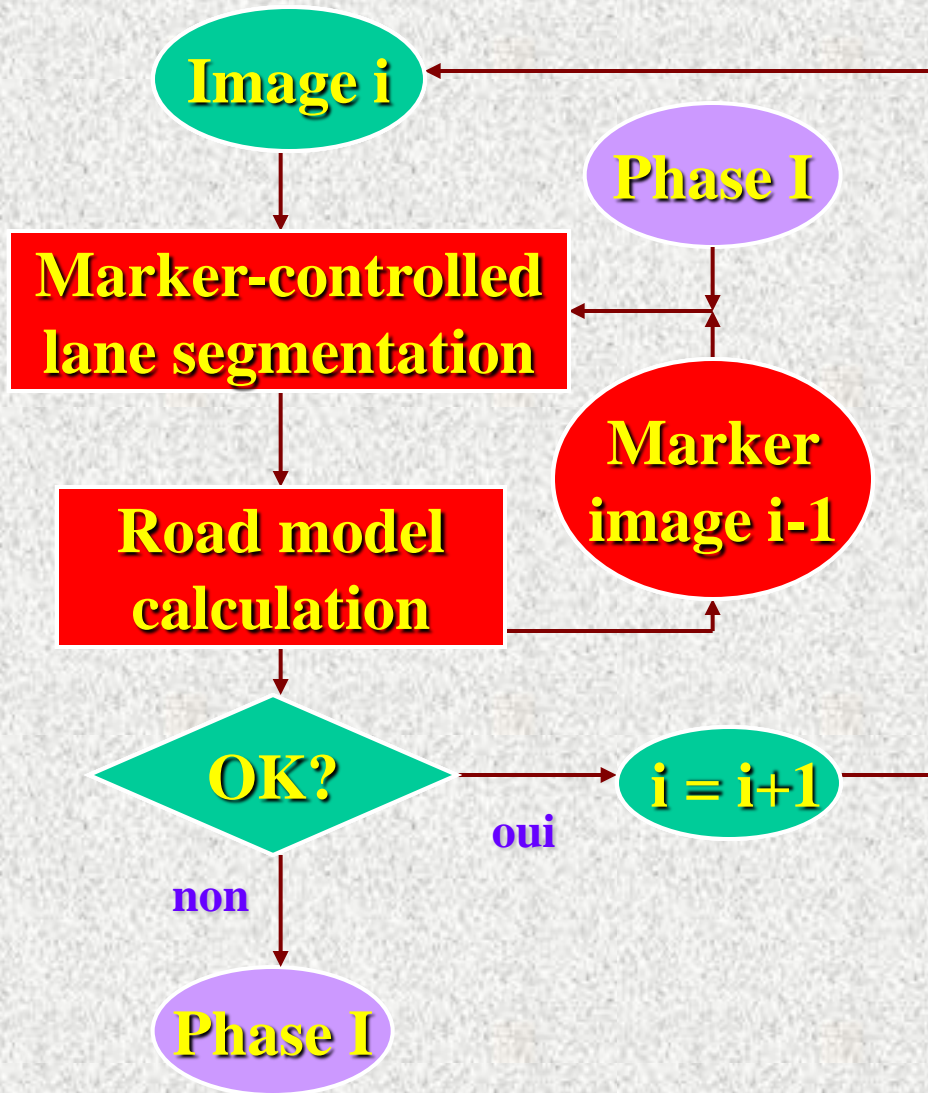 Image i
Phase I
Marker-controlled
lane segmentation
Marker
image i-1
Road model
calculation
OK?
i = i+1
oui
non
Phase I